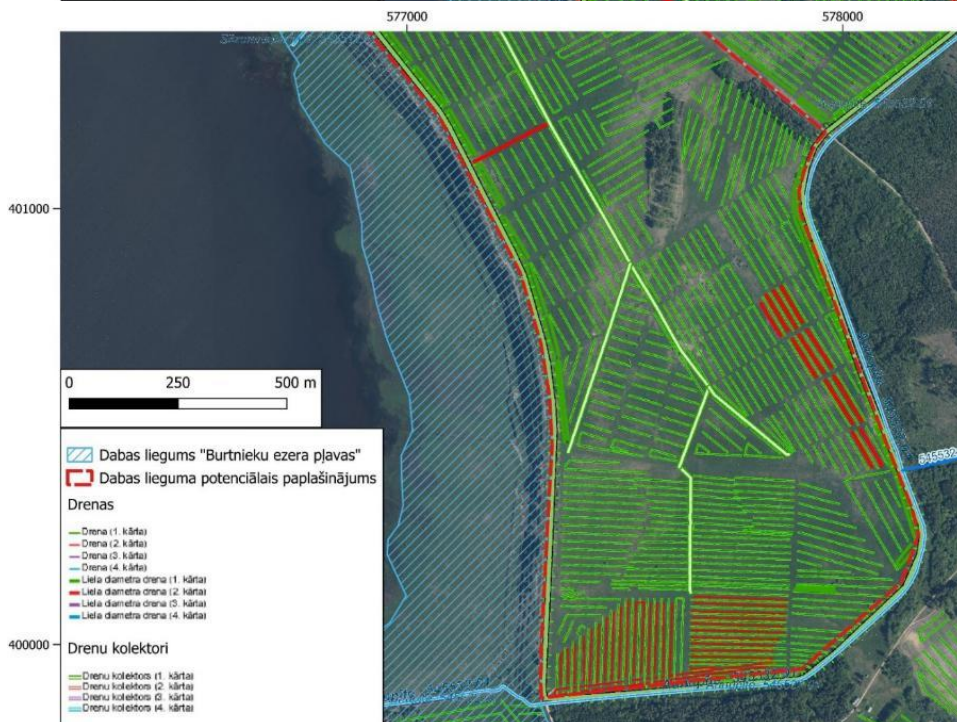 577000
578000
401000
0 250 500 m
Dabas liegums "Burtnieku ezera pļavas"
Dabas lieguma potenciālais paplašinājums
Drenas
Drena (1. kārta)
Drena (2. kārta)
Drena (3. kārta)
Drena (4. kārta)
Liela diametra drena (1. kārta)
Liela diametra drena (2. kārta)
Liela diametra drena (3. kārta)
Liela diametra drena (4. kārta)
Drenu kolektori
Drenu kolektors (1. kārta)
Drenu kolektors (2. kārta)
Drenu kolektors (3. kārta)
Drenu kolektors (4. kārta)
400000